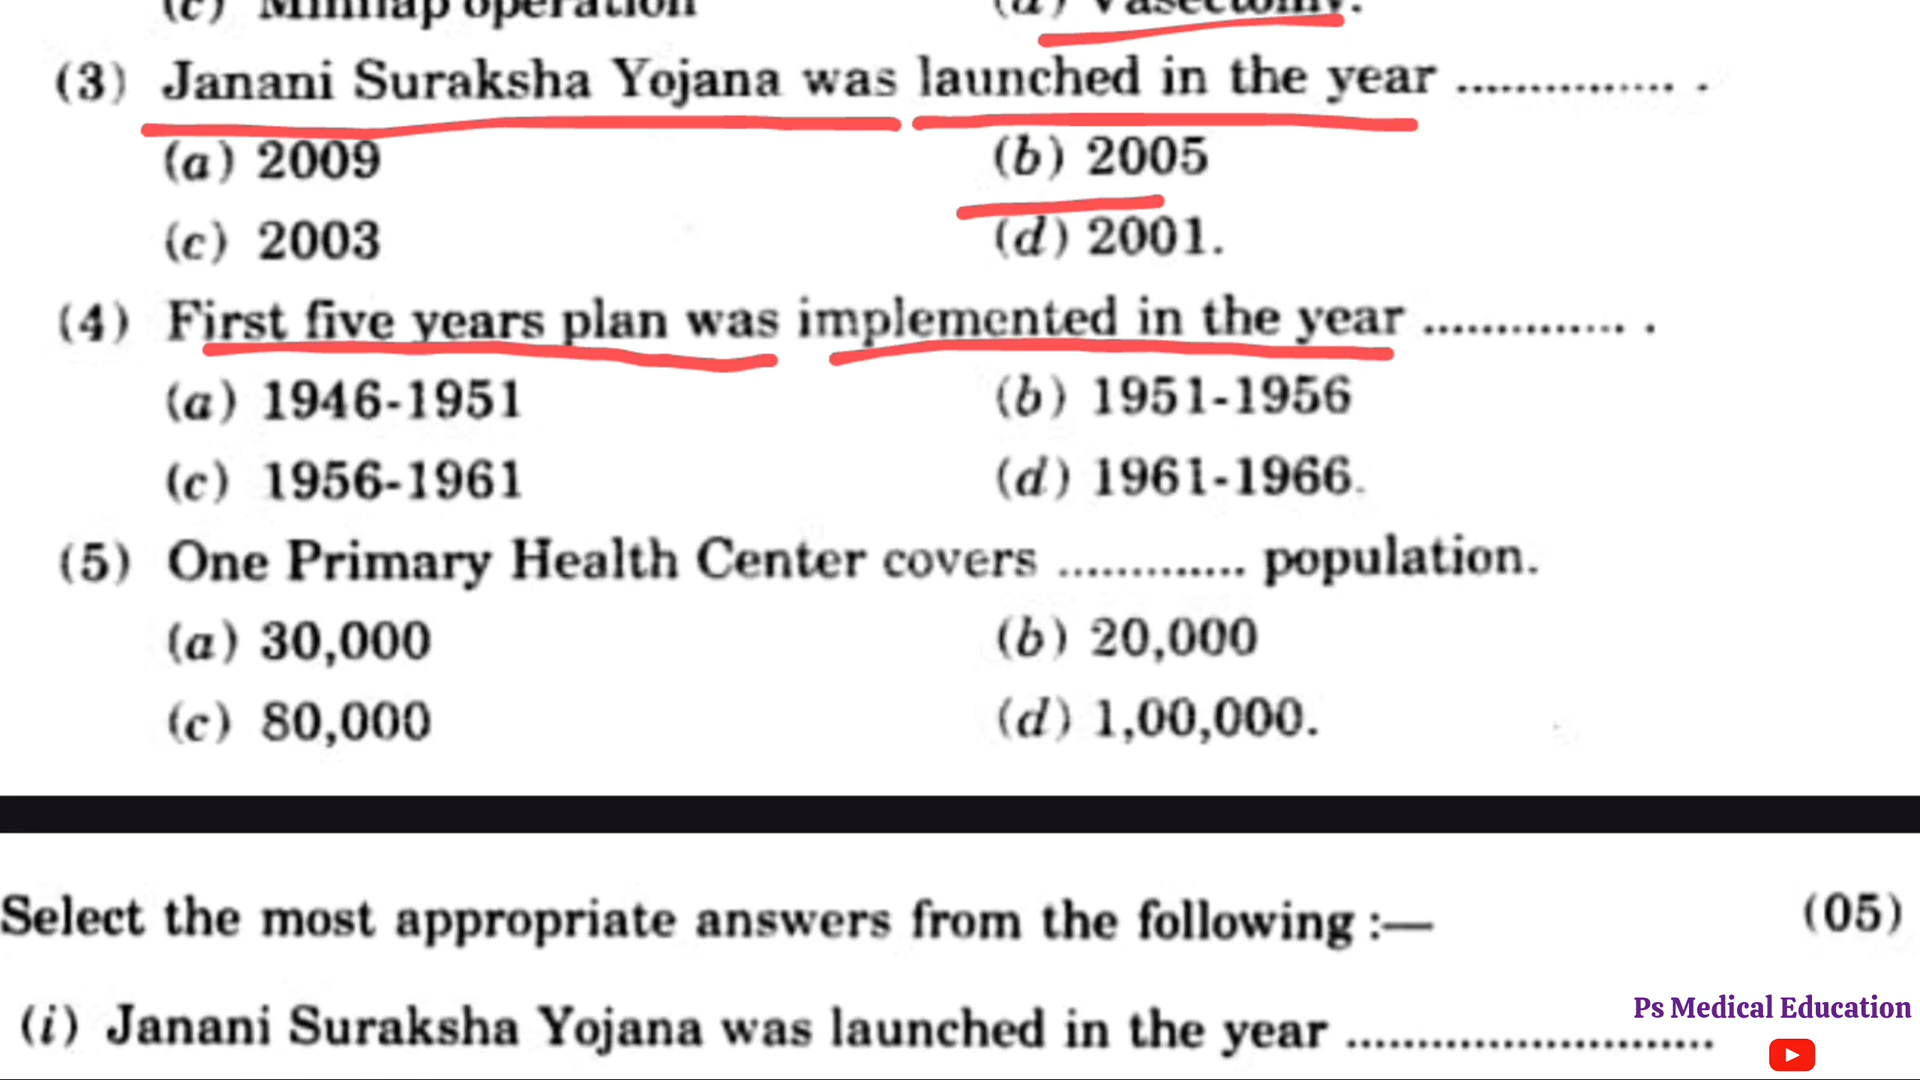 (c) Minilap operation (d) Vasectomy.
(3) Janani Suraksha Yojana was launched in the year ............... .
(a) 2009 (b) 2005
(c) 2003 (d) 2001.
(4) First five years plan was implemented in the year .............. .
(a) 1946-1951 (b) 1951-1956
(c) 1956-1961 (d) 1961-1966.
(5) One Primary Health Center covers ............. population.
(a) 30,000 (b) 20,000
(c) 80,000 (d) 1,00,000.
Select the most appropriate answers from the following :— (05)
Ps Medical Education
(i) Janani Suraksha Yojana was launched in the year ..........................